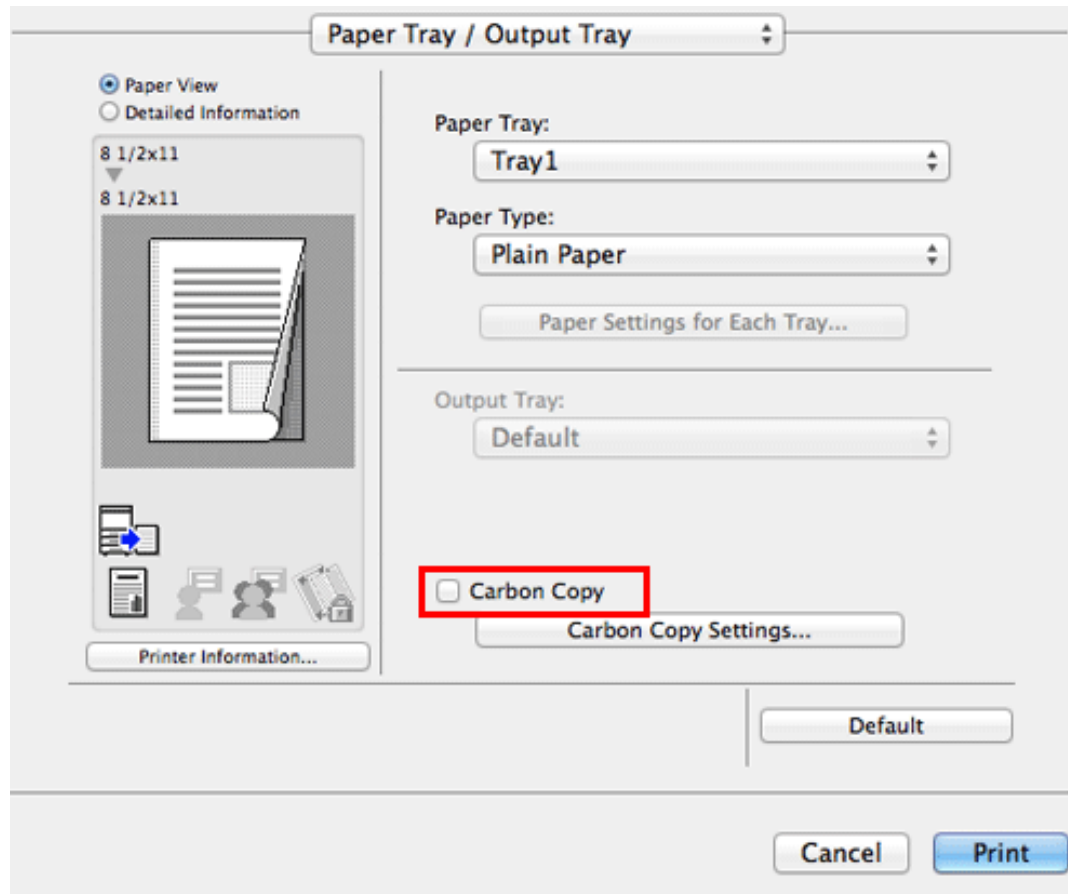 Paper Tray / Output Tray
Paper View
Detailed Information
8 1/2x11
8 1/2x11
Printer Information...
Paper Tray:
Tray1
Paper Type:
Plain Paper
Paper Settings for Each Tray...
Output Tray:
Default
Carbon Copy
Carbon Copy Settings...
Default
Cancel
Print